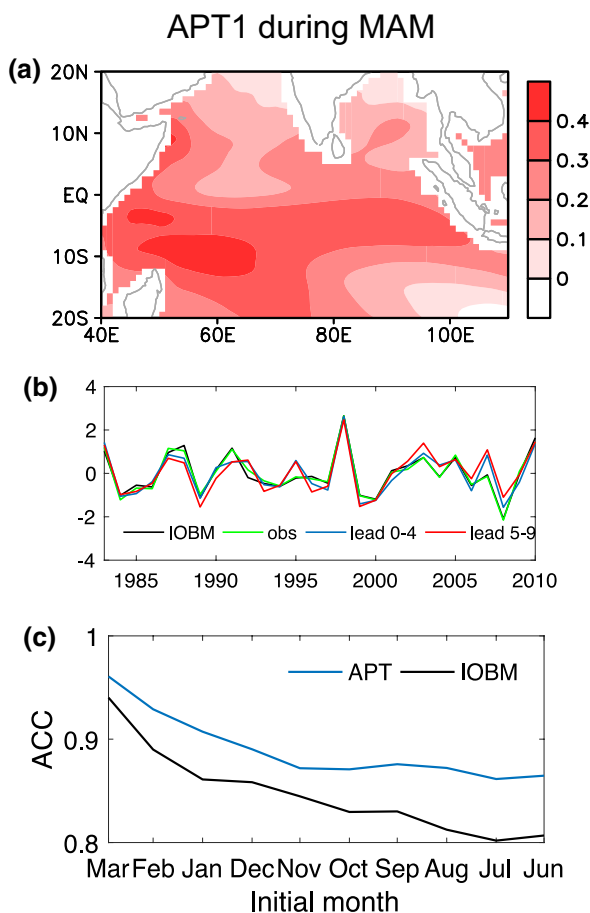 APT1 during MAM
(a)
20N
10N
EQ
10S
20S
40E 60E 80E 100E
0.4
0.3
0.2
0.1
0
(b)
4
2
0
-2
-4
IOBM obs lead 0-4 lead 5-9
1985 1990 1995 2000 2005 2010
(c)
1
0.9
0.8
ACC
APT IOBM
Mar Feb Jan Dec Nov Oct Sep Aug Jul Jun
Initial month